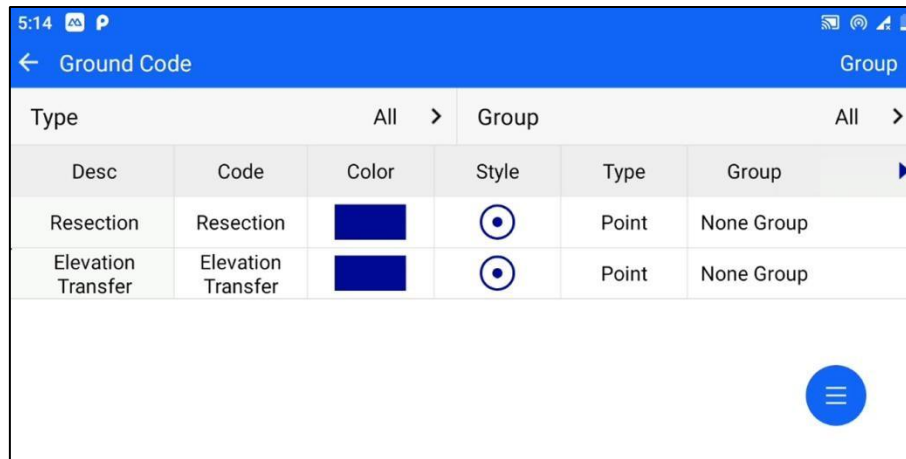 5:14
Ground Code Group
Type All Group All
Desc Code Color Style Type Group
Resection Resection Point None Group
Elevation Transfer Elevation Transfer Point None Group